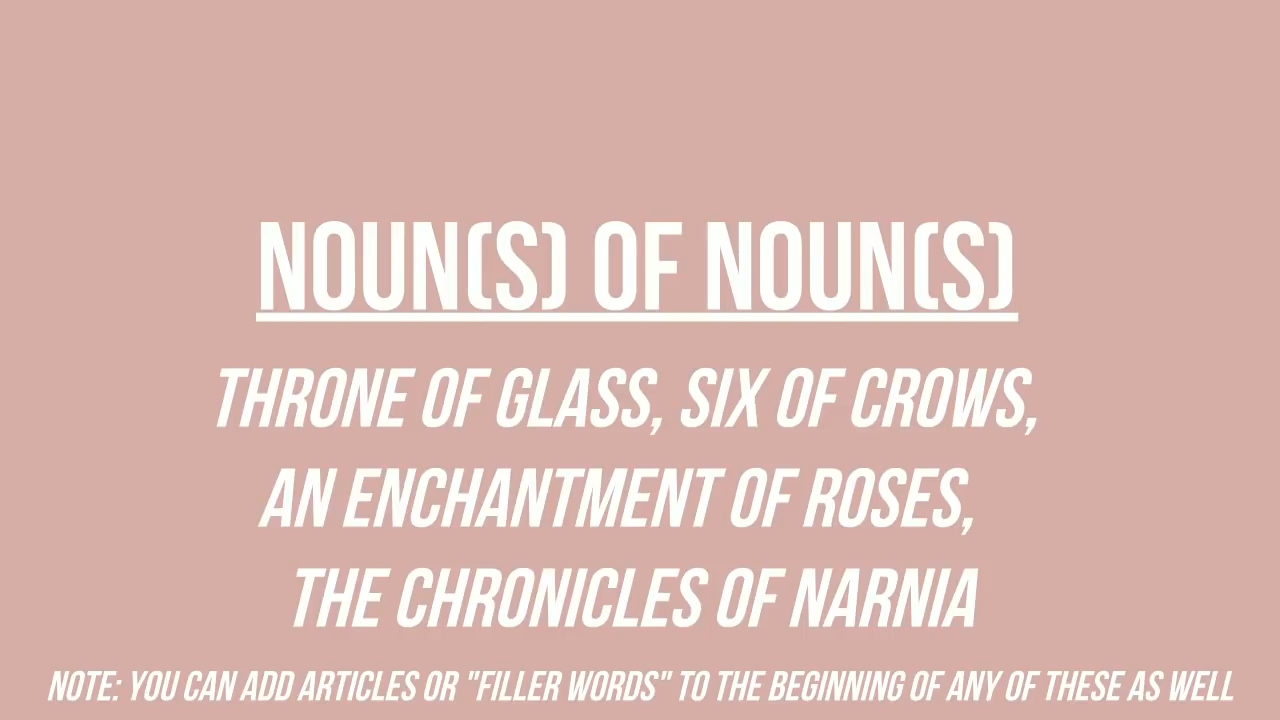 NOUN(S) OF NOUN(S)
THRONE OF GLASS, SIX OF CROWS,
AN ENCHANTMENT OF ROSES,
THE CHRONICLES OF NARNIA
NOTE: YOU CAN ADD ARTICLES OR "FILLER WORDS" TO THE BEGINNING OF ANY OF THESE AS WELL